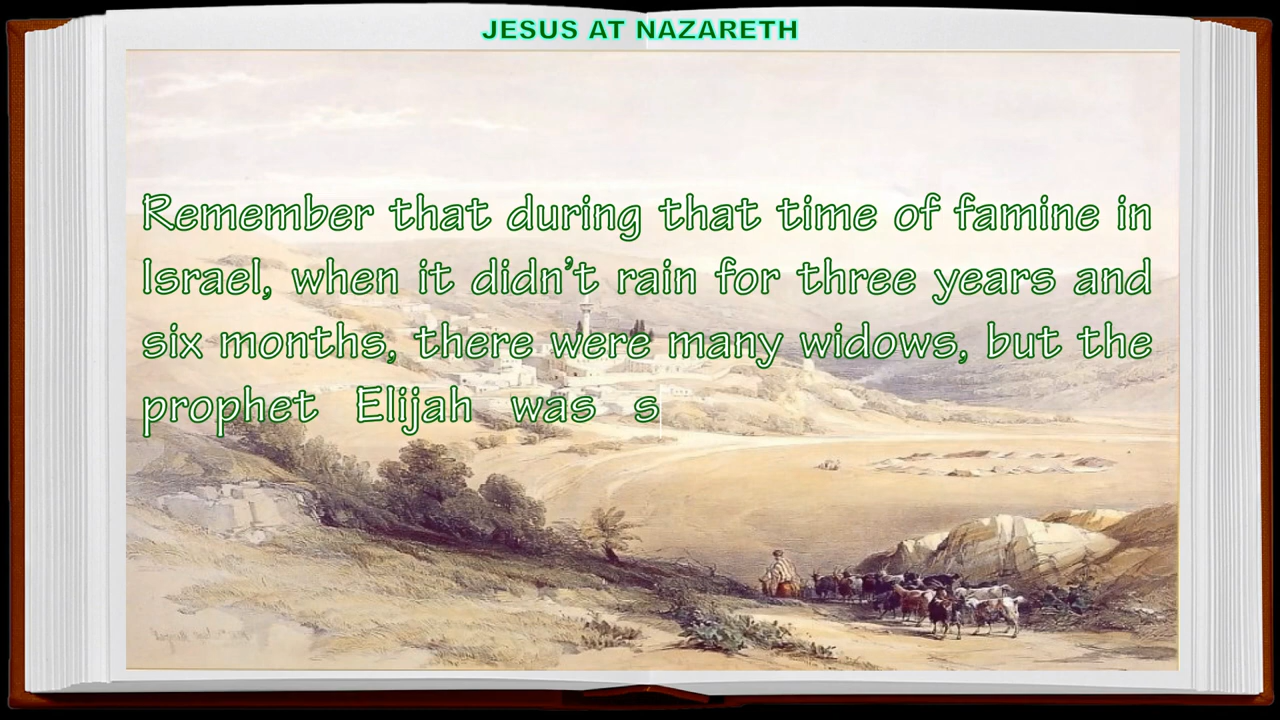 JESUS AT NAZARETH
Remember that during that time of famine in
Israel, when it didn’t rain for three years and
six months, there were many widows, but the
prophet Elijah was s